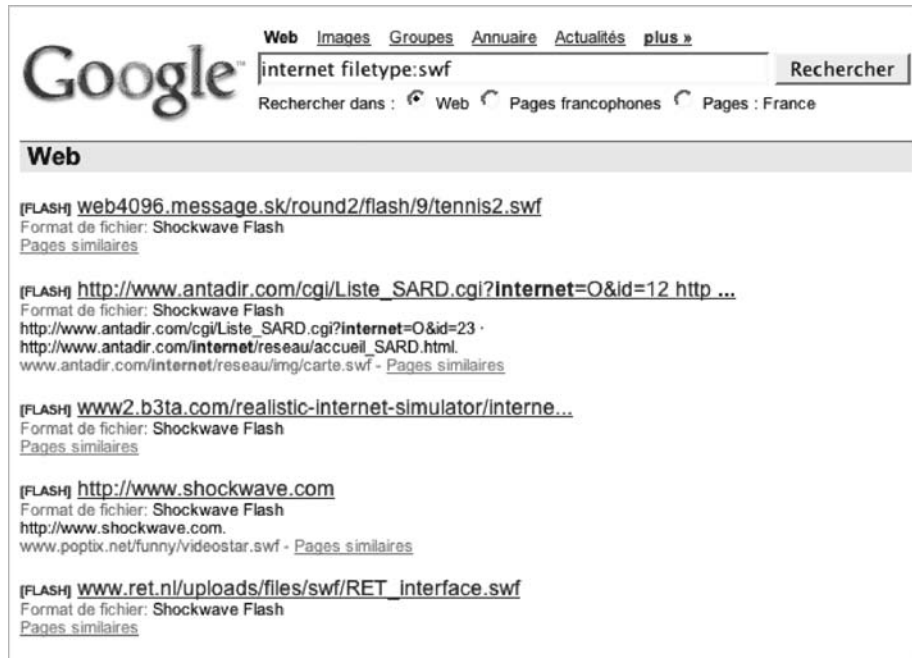 Google™
Web Images Groupes Annuaire Actualités plus »
internet filetype:swf Rechercher
Rechercher dans : Web Pages francophones Pages : France
Web
[FLASH] web4096.message.sk/round2/flash/9/tennis2.swf
Format de fichier: Shockwave Flash
Pages similaires
[FLASH] http://www.antadir.com/cgi/Liste_SARD.cgi?internet=O&id=12 http ...
Format de fichier: Shockwave Flash
http://www.antadir.com/cgi/Liste_SARD.cgi?internet=O&id=23 ·
http://www.antadir.com/internet/reseau/accueil_SARD.html.
www.antadir.com/internet/reseau/img/carte.swf - Pages similaires
[FLASH] www2.b3ta.com/realistic-internet-simulator/interne...
Format de fichier: Shockwave Flash
Pages similaires
[FLASH] http://www.shockwave.com
Format de fichier: Shockwave Flash
http://www.shockwave.com.
www.poptix.net/funny/videostar.swf - Pages similaires
[FLASH] www.ret.nl/uploads/files/swf/RET_interface.swf
Format de fichier: Shockwave Flash
Pages similaires